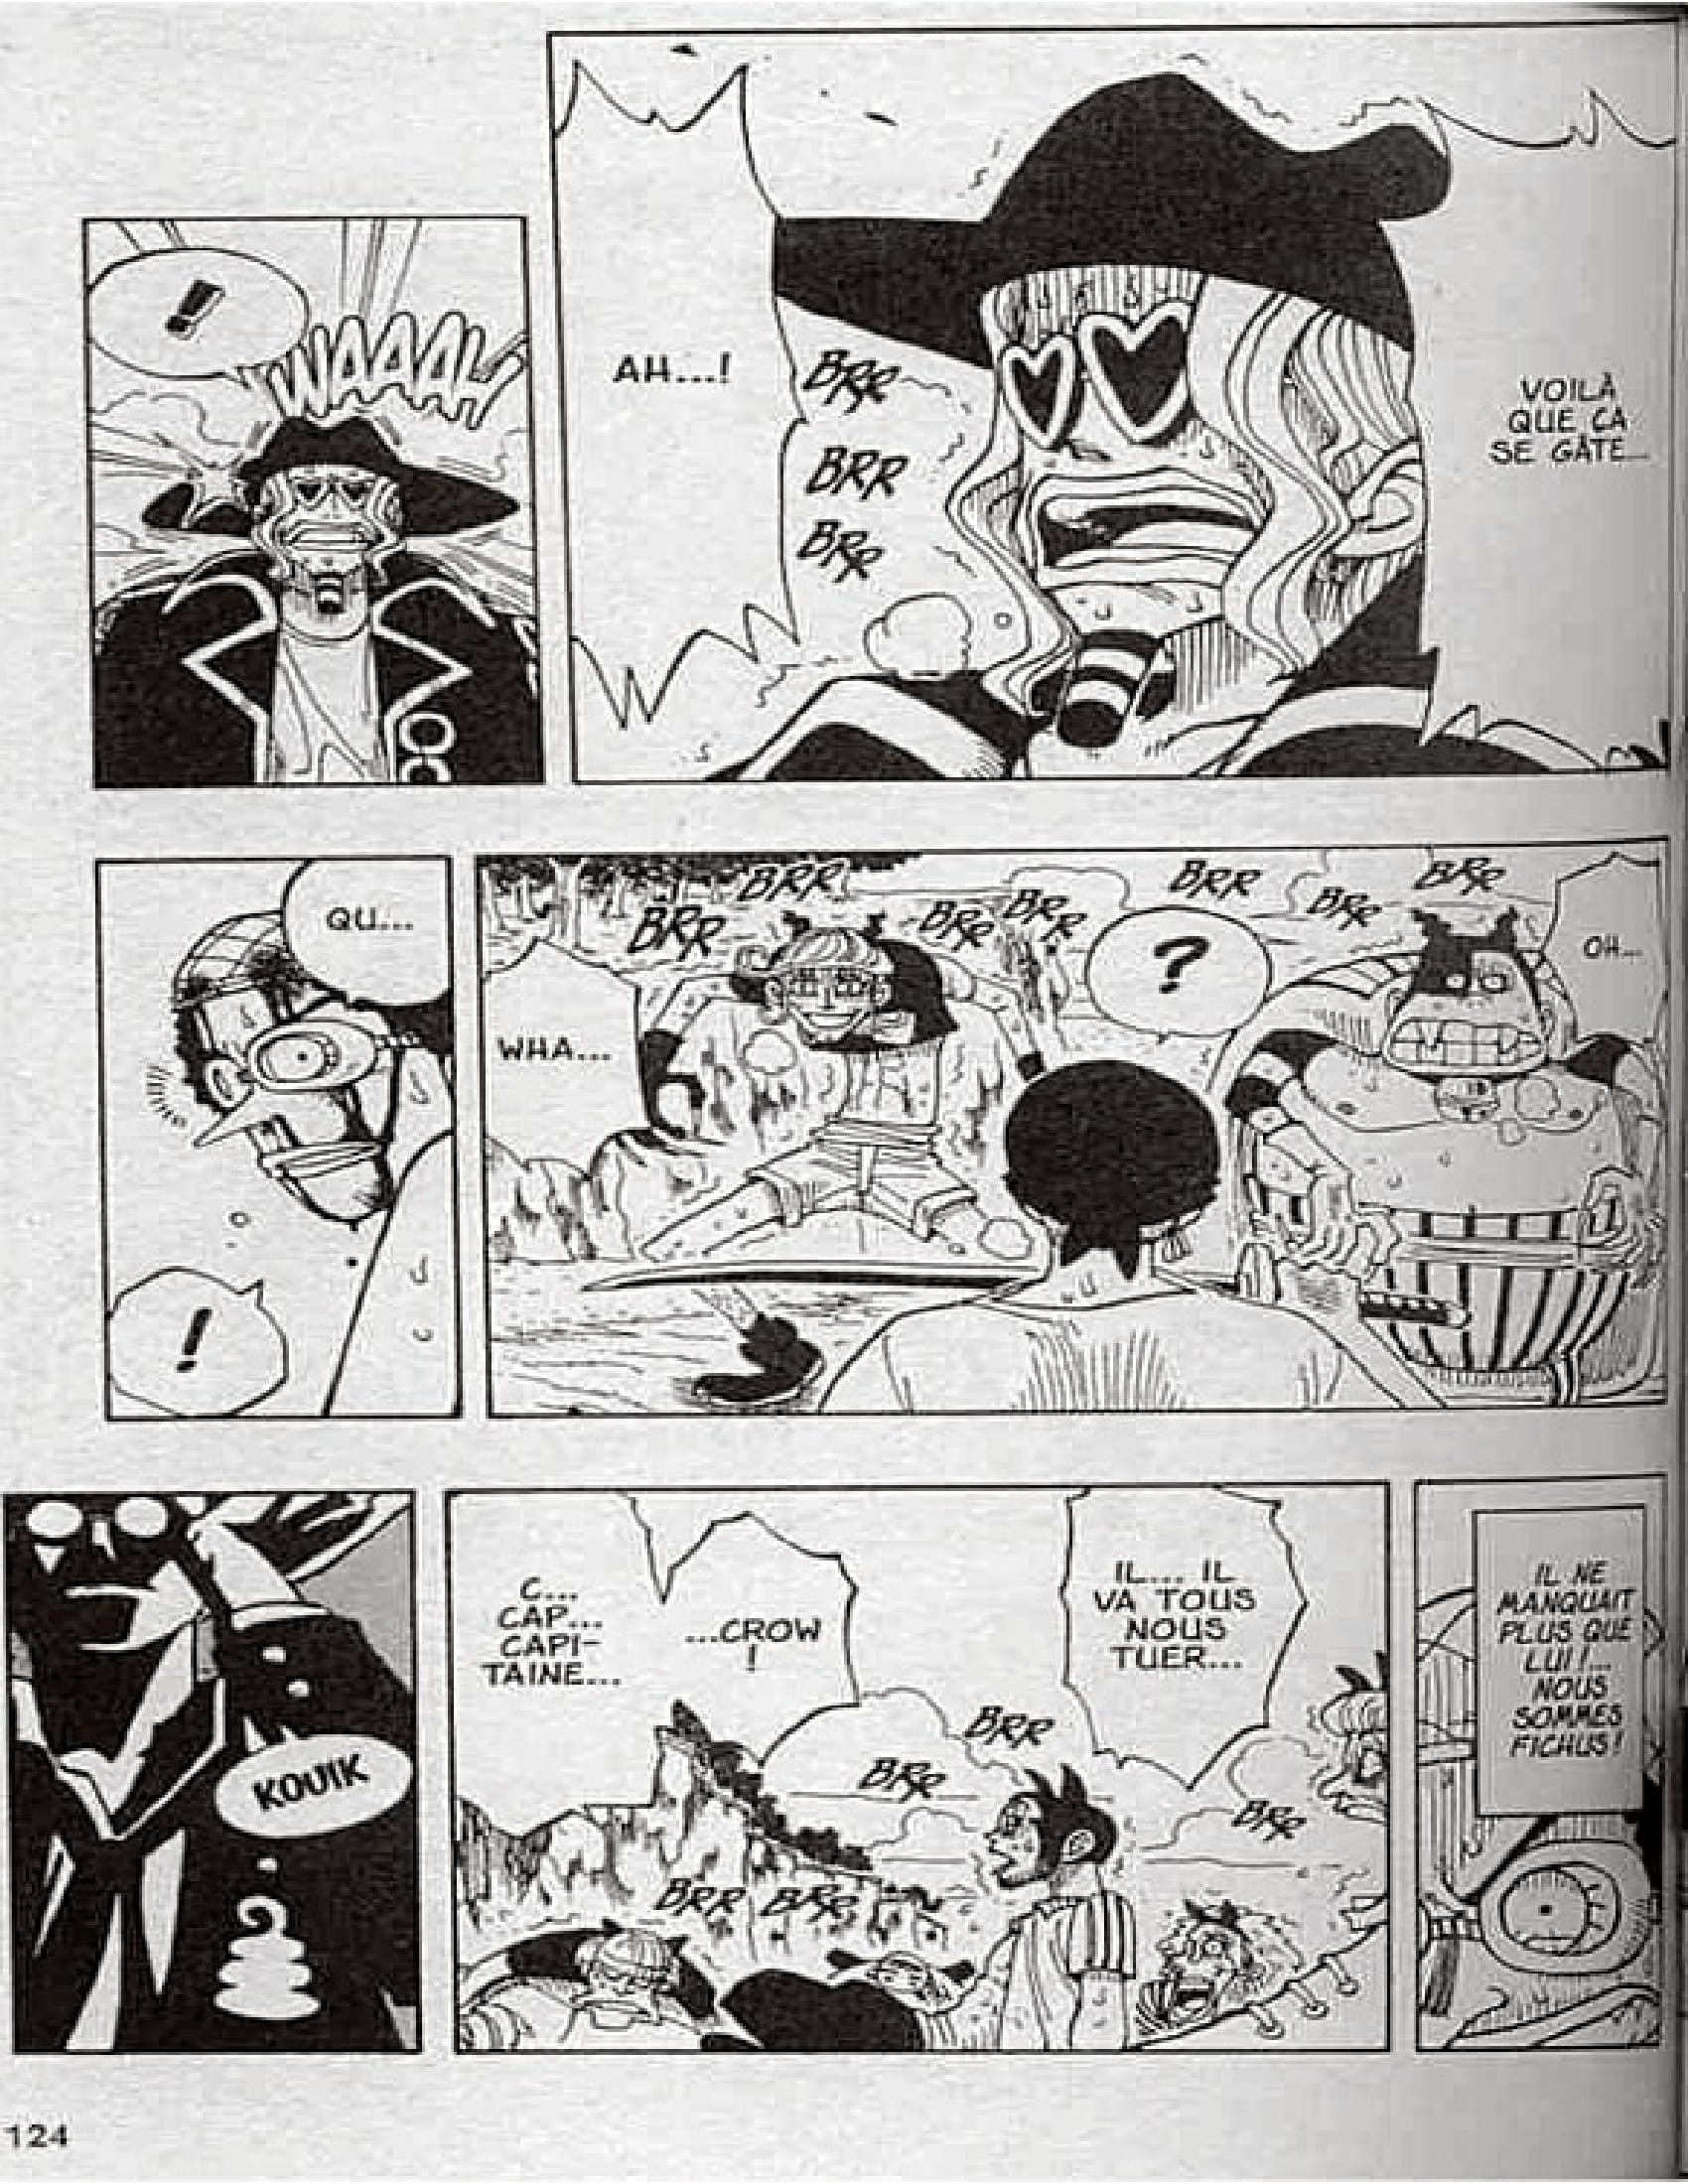 VOILÀ
QUE ÇA
SE GÂTE...
AH...!
BRR
BRR
BRR
!
WAAAH
OH...
BRR
BRR
BRR
?
BRR
BRR
BRR
BRR
WHA...
QU...
!
IL NE
MANQUAIT
PLUS QUE
LUI!...
NOUS
SOMMES
FICHUS!
IL... IL
VA TOUS
NOUS
TUER...
...CROW
!
C...
CAP...
CAPI-
TAINE...
BRR
BRR
BRR
BRR
BRR
KOUIK
124